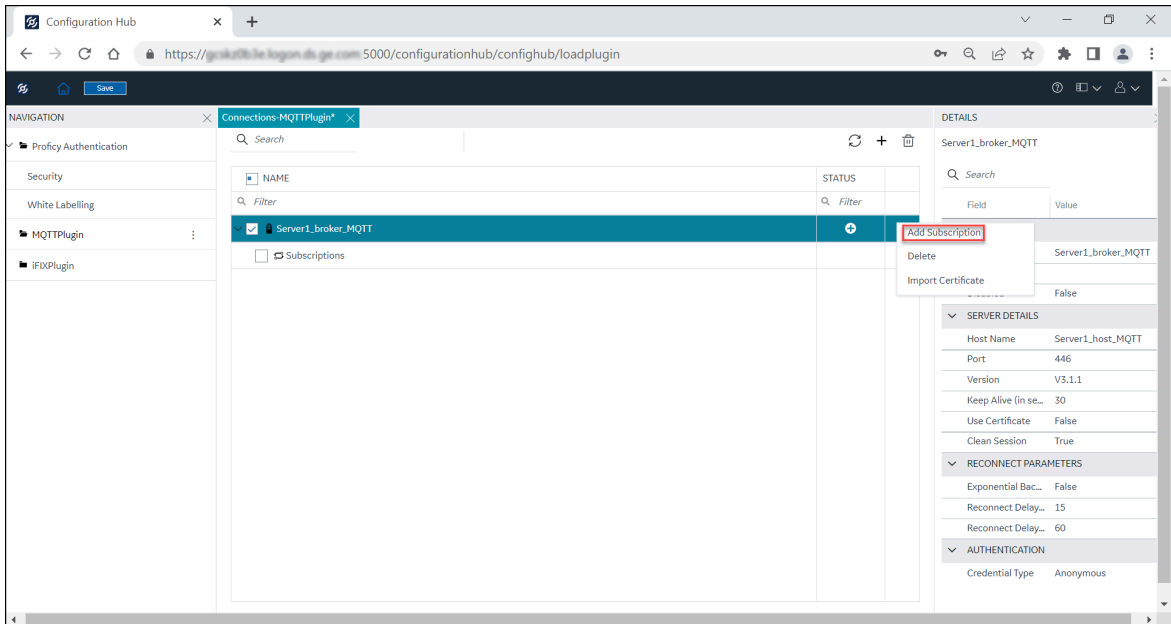 Configuration Hub
https:// 5000/configurationhub/confighub/loadplugin
Save
NAVIGATION
Proficy Authentication
Security
White Labelling
MQTTPlugin
iFIXPlugin
Connections-MQTTPlugin*
Search
NAME
STATUS
Filter
Filter
Server1_broker_MQTT
Subscriptions
Add Subscription
Delete
Import Certificate
DETAILS
Server1_broker_MQTT
Search
Field Value
Server1_broker_MQTT
False
SERVER DETAILS
Host Name Server1_host_MQTT
Port 446
Version V3.1.1
Keep Alive (in se... 30
Use Certificate False
Clean Session True
RECONNECT PARAMETERS
Exponential Bac... False
Reconnect Delay... 15
Reconnect Delay... 60
AUTHENTICATION
Credential Type Anonymous